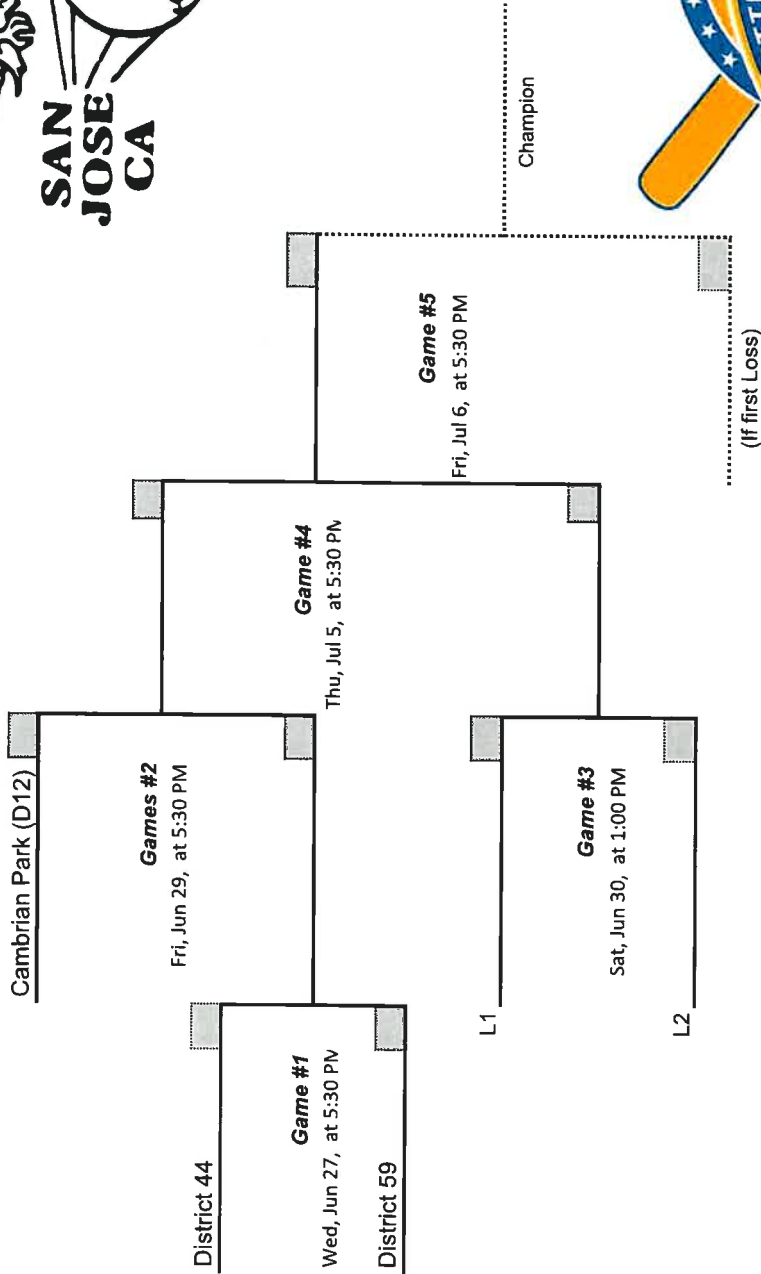 SAN
JOSE
CA
Cambrian Park (D12)
Games #2
Fri, Jun 29, at 5:30 PM
District 44
Game #1
Wed, Jun 27, at 5:30 PM
District 59
Game #4
Thu, Jul 5, at 5:30 PM
Game #5
Fri, Jul 6, at 5:30 PM
Champion
L1
Game #3
Sat, Jun 30, at 1:00 PM
L2
(If first Loss)